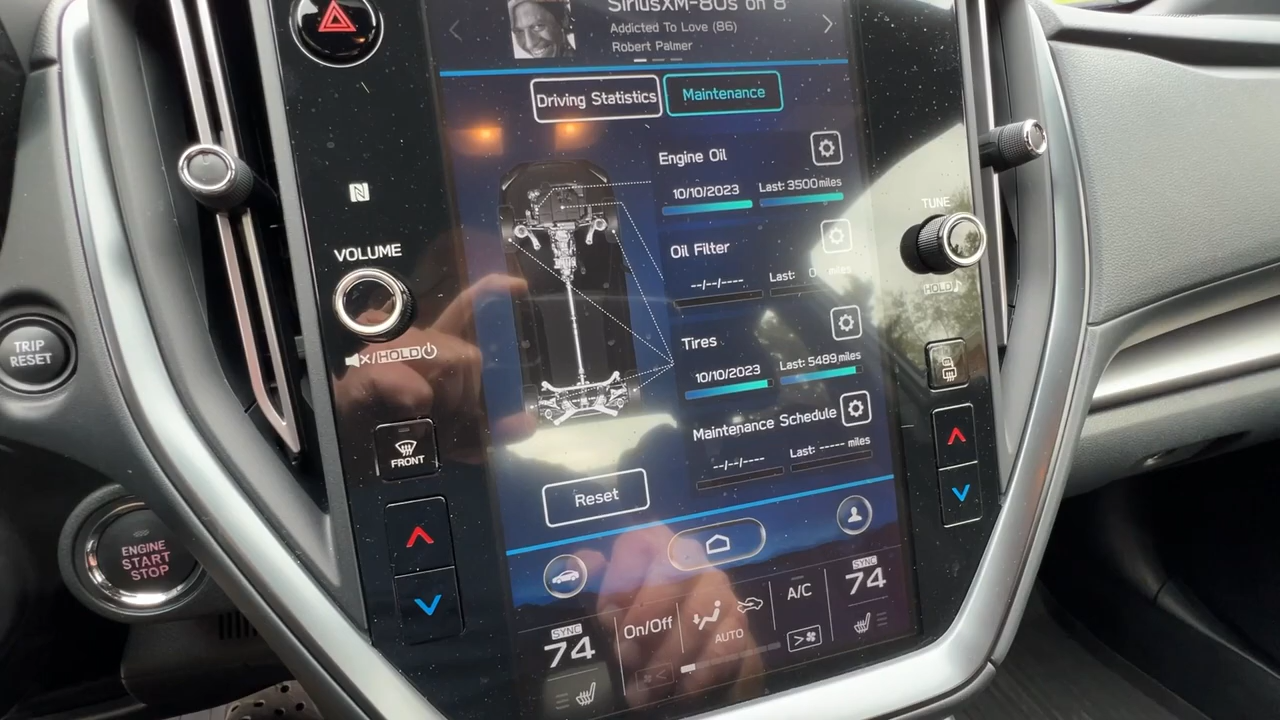 SiriusXM-80s on 8
Addicted To Love (86)
Robert Palmer
Driving Statistics
Maintenance
Engine Oil
10/10/2023
Last: 3500 miles
Oil Filter
--/--/----
Last: 0 miles
Tires
10/10/2023
Last: 5489 miles
Maintenance Schedule
--/--/----
Last: ----- miles
Reset
VOLUME
HOLD
TUNE
HOLD
TRIP
RESET
FRONT
ENGINE
START
STOP
SYNC
74
On/Off
AUTO
A/C
SYNC
74